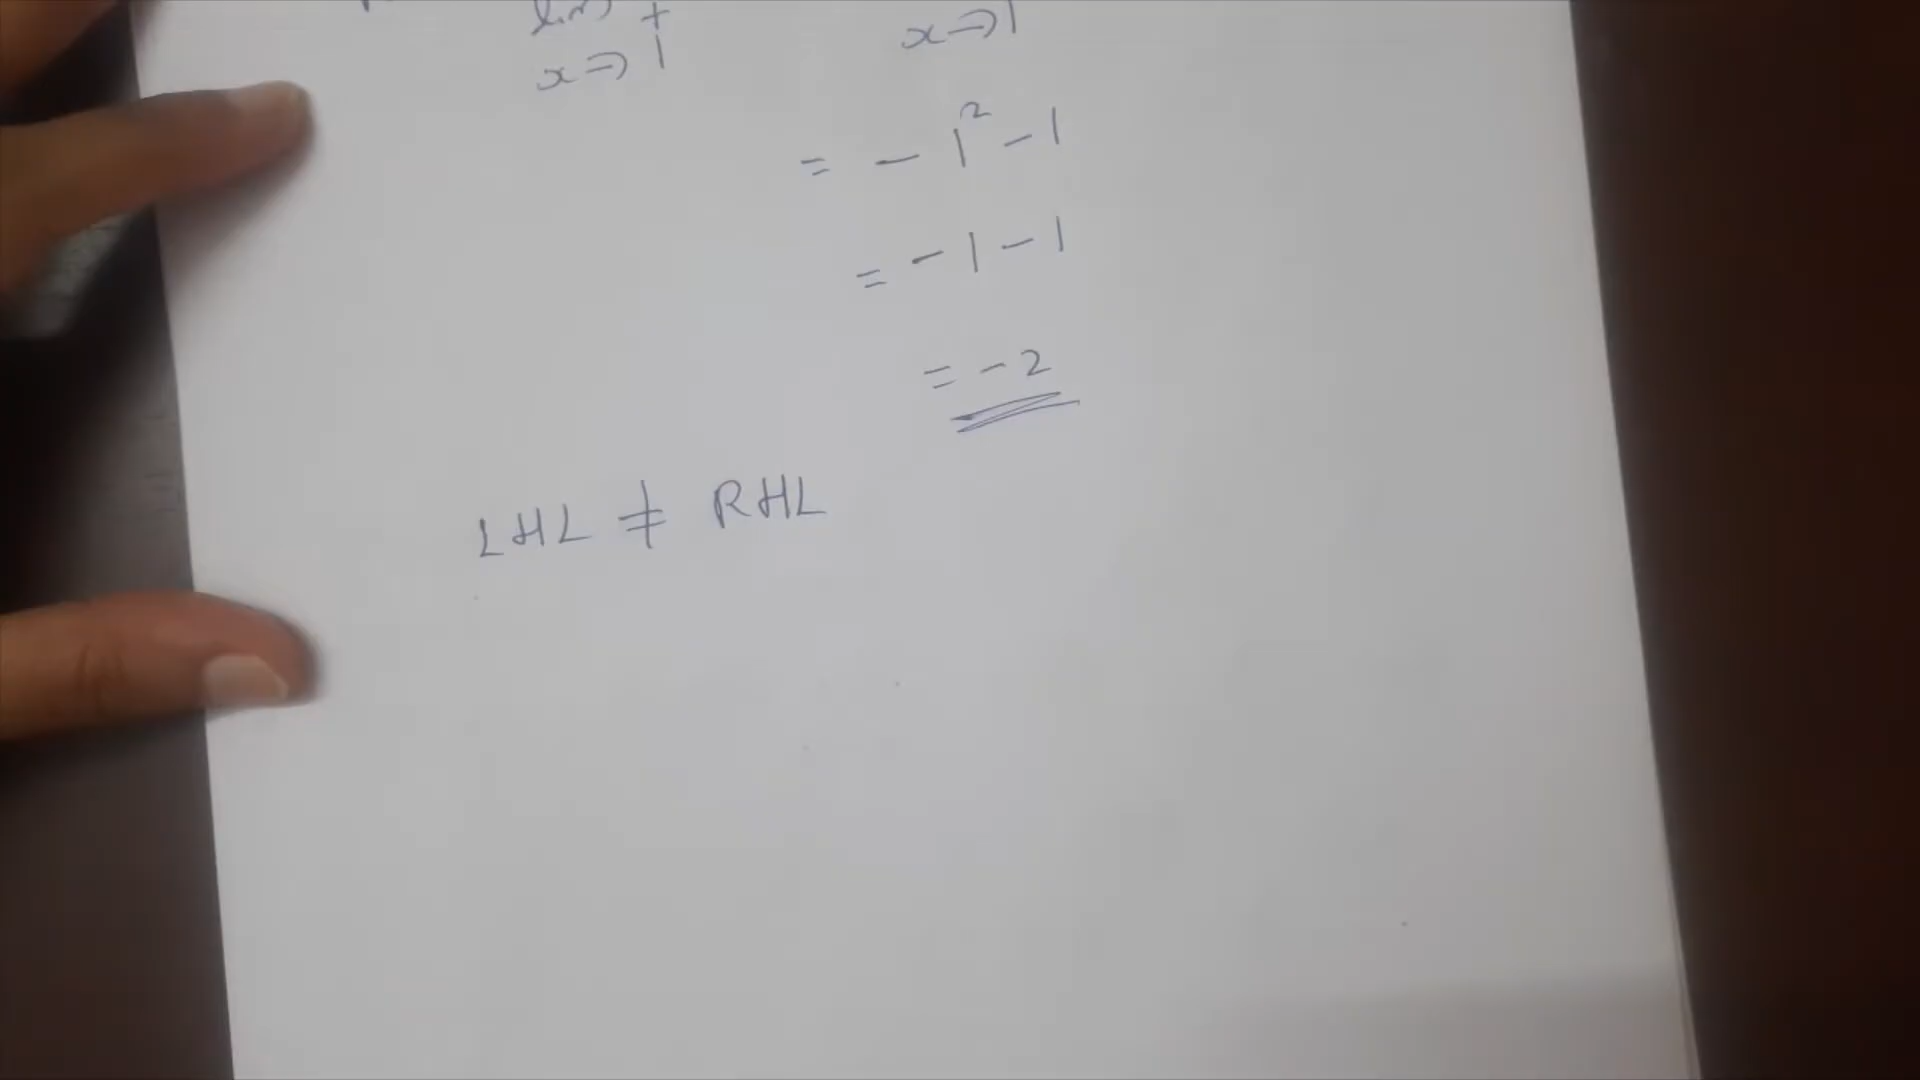 lim
x⇒1⁺ x⇒1
= -1² -1
= -1 -1
= -2
LHL ≠ RHL